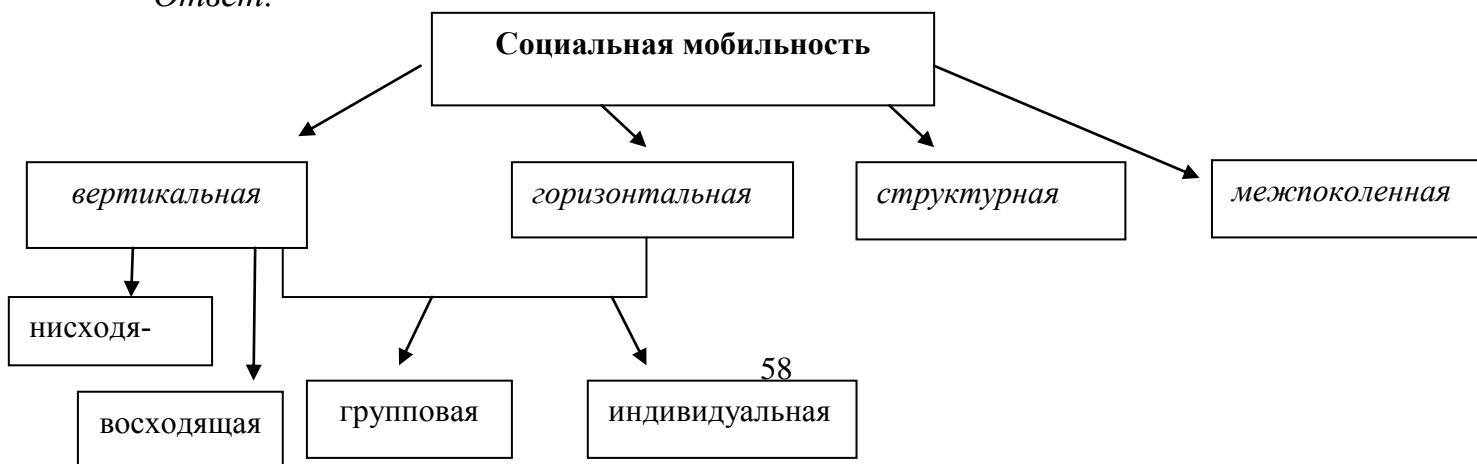 Ответ:
Социальная мобильность
вертикальная
горизонтальная
структурная
межпоколенная
нисходя-
58
восходящая
групповая
индивидуальная